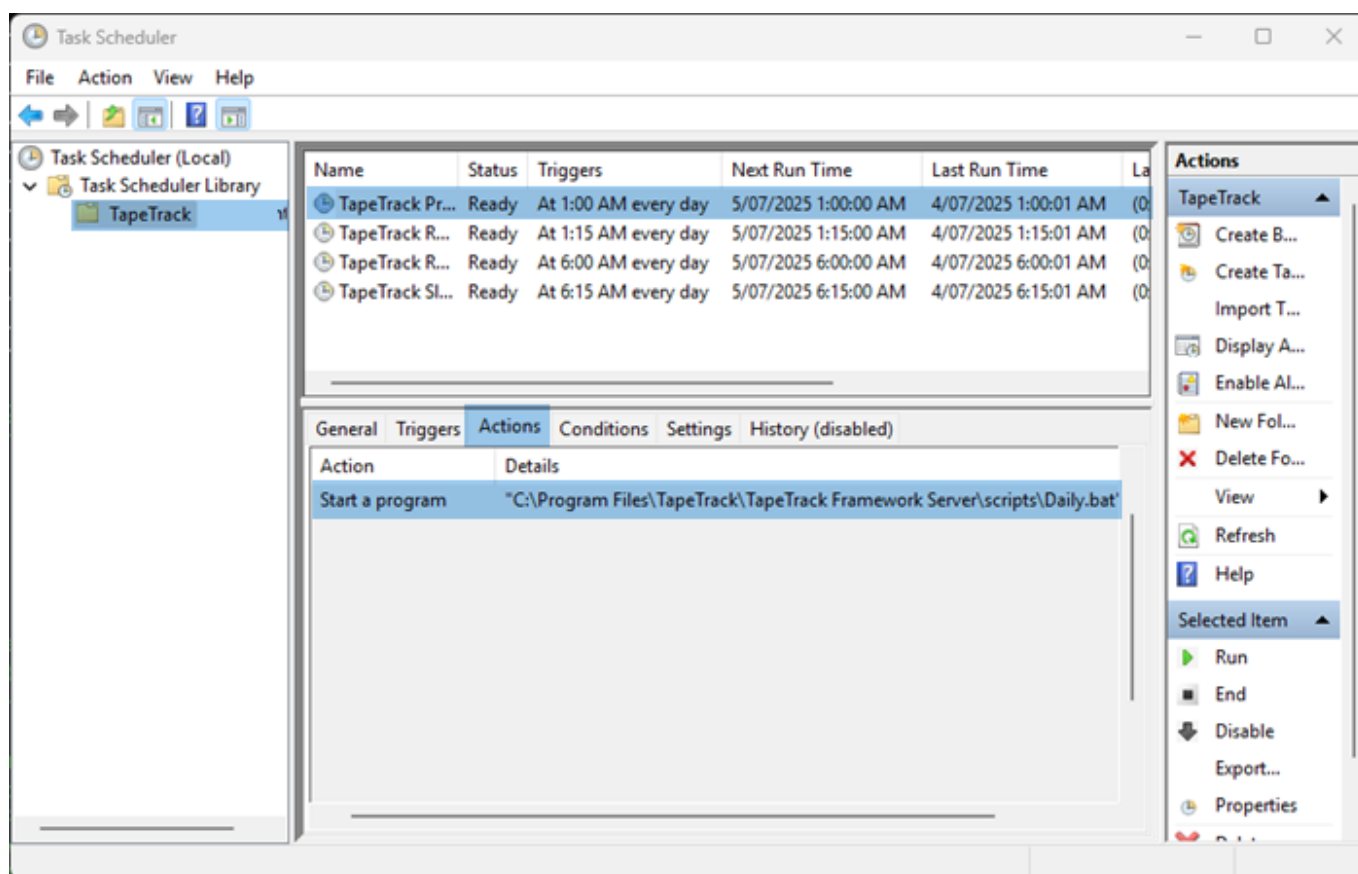 Task Scheduler
File Action View Help
Task Scheduler (Local)
Task Scheduler Library
TapeTrack
Name Status Triggers Next Run Time Last Run Time La
TapeTrack Pr... Ready At 1:00 AM every day 5/07/2025 1:00:00 AM 4/07/2025 1:00:01 AM (0:
TapeTrack R... Ready At 1:15 AM every day 5/07/2025 1:15:00 AM 4/07/2025 1:15:01 AM (0:
TapeTrack R... Ready At 6:00 AM every day 5/07/2025 6:00:00 AM 4/07/2025 6:00:01 AM (0:
TapeTrack Sl... Ready At 6:15 AM every day 5/07/2025 6:15:00 AM 4/07/2025 6:15:01 AM (0:
General Triggers Actions Conditions Settings History (disabled)
Action Details
Start a program "C:\Program Files\TapeTrack\TapeTrack Framework Server\scripts\Daily.bat"
Actions
TapeTrack
Create B...
Create Ta...
Import T...
Display A...
Enable Al...
New Fol...
Delete Fo...
View
Refresh
Help
Selected Item
Run
End
Disable
Export...
Properties